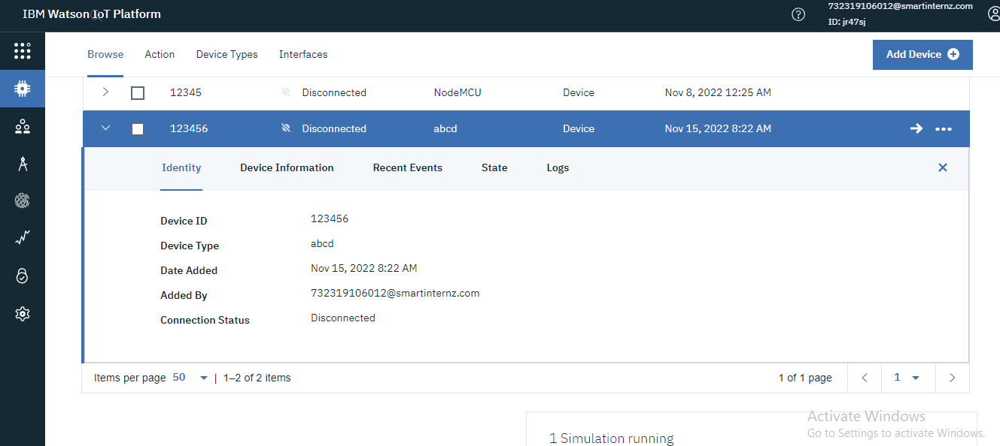 IBM Watson IoT Platform
732319106012@smartinternz.com
ID: jr47sj
Browse Action Device Types Interfaces
Add Device
12345 Disconnected NodeMCU Device Nov 8, 2022 12:25 AM
123456 Disconnected abcd Device Nov 15, 2022 8:22 AM
Identity Device Information Recent Events State Logs
Device ID 123456
Device Type abcd
Date Added Nov 15, 2022 8:22 AM
Added By 732319106012@smartinternz.com
Connection Status Disconnected
Items per page 50 | 1–2 of 2 items 1 of 1 page 1
Activate Windows
Go to Settings to activate Windows.
1 Simulation running